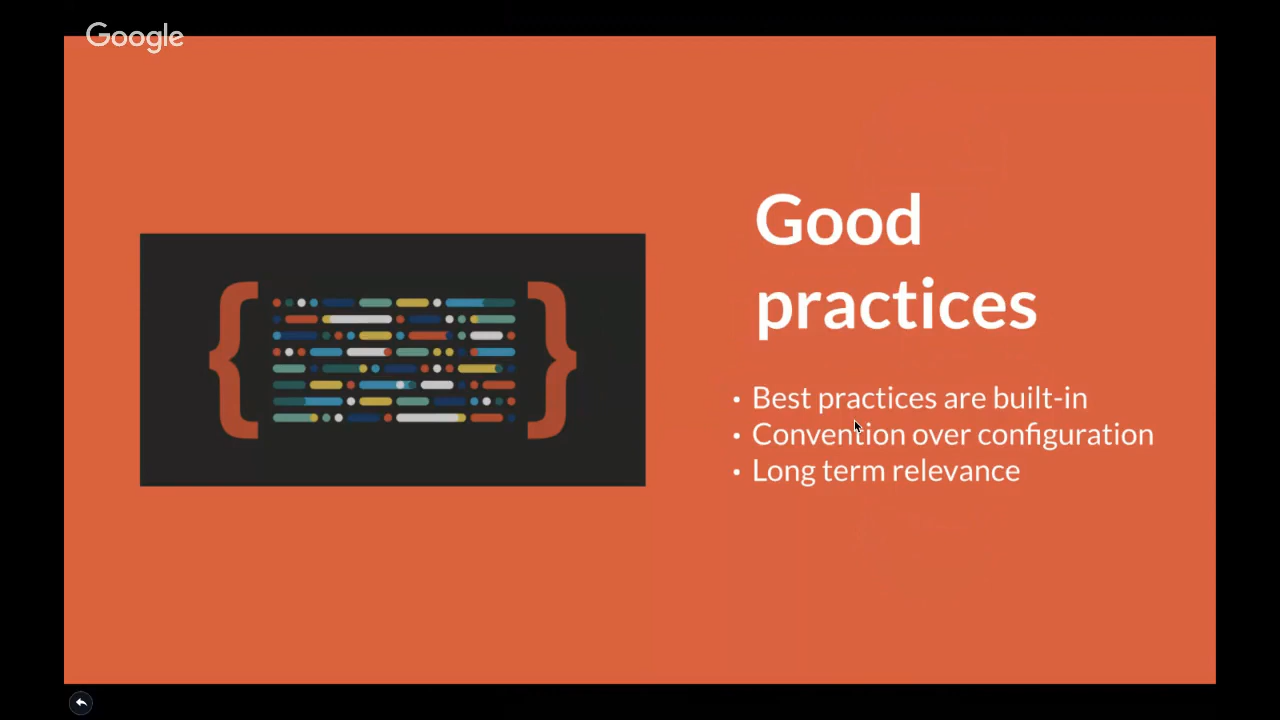 Google
Good
practices
• Best practices are built-in
• Convention over configuration
• Long term relevance